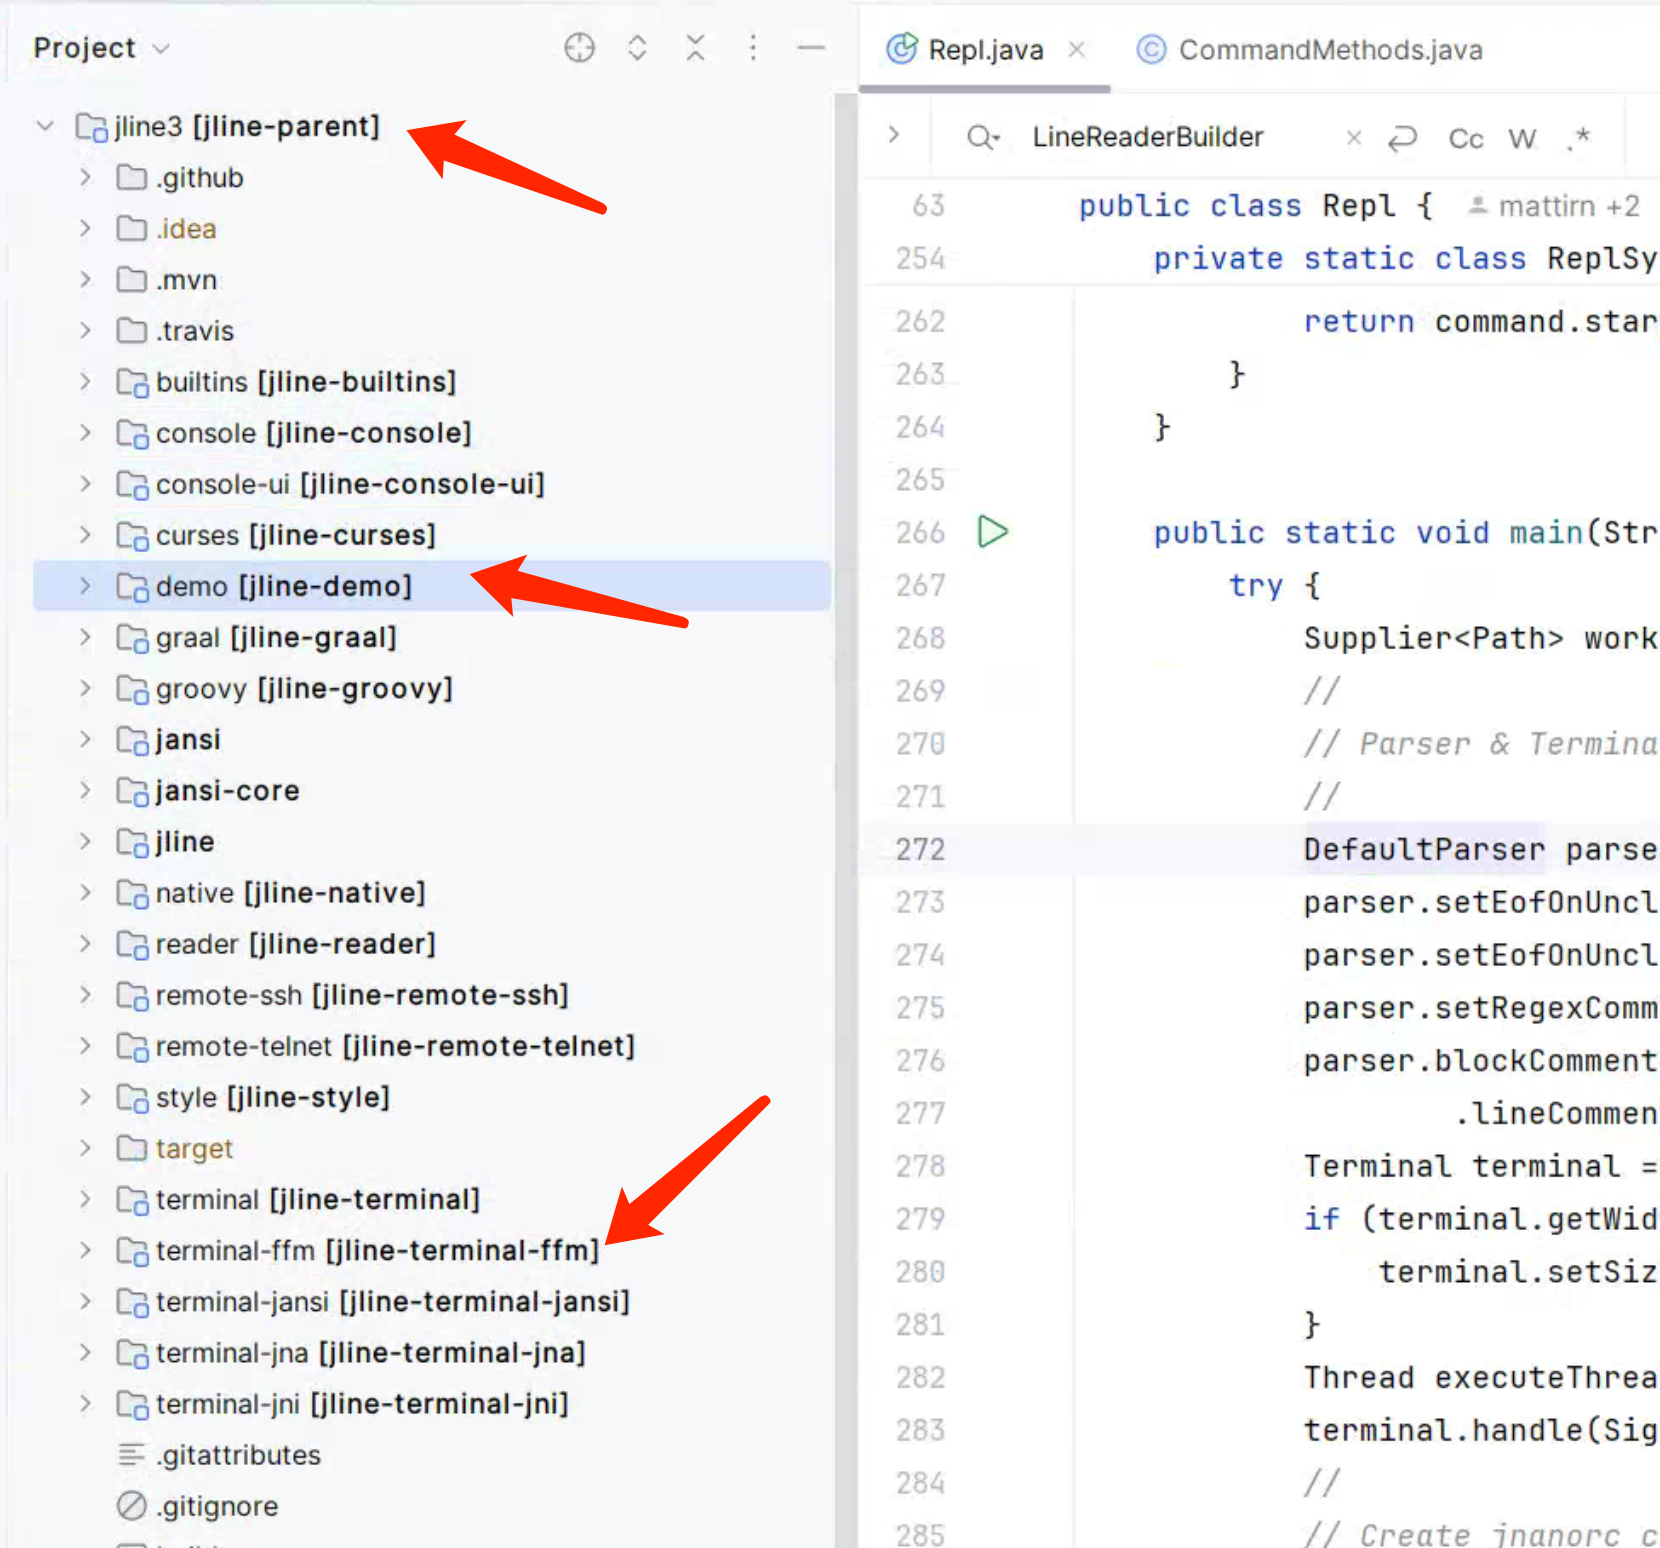 Project
jline3 [jline-parent]
.github
.idea
.mvn
.travis
builtins [jline-builtins]
console [jline-console]
console-ui [jline-console-ui]
curses [jline-curses]
demo [jline-demo]
graal [jline-graal]
groovy [jline-groovy]
jansi
jansi-core
jline
native [jline-native]
reader [jline-reader]
remote-ssh [jline-remote-ssh]
remote-telnet [jline-remote-telnet]
style [jline-style]
target
terminal [jline-terminal]
terminal-ffm [jline-terminal-ffm]
terminal-jansi [jline-terminal-jansi]
terminal-jna [jline-terminal-jna]
terminal-jni [jline-terminal-jni]
.gitattributes
.gitignore
Repl.java CommandMethods.java
LineReaderBuilder Cc W .*
63 public class Repl { mattirn +2
254 private static class ReplSy
262 return command.star
263 }
264 }
265
266 public static void main(Str
267 try {
268 Supplier<Path> work
269 //
270 // Parser & Termina
271 //
272 DefaultParser parse
273 parser.setEofOnUncl
274 parser.setEofOnUncl
275 parser.setRegexComm
276 parser.blockComment
277 .lineCommen
278 Terminal terminal =
279 if (terminal.getWid
280 terminal.setSiz
281 }
282 Thread executeThrea
283 terminal.handle(Sig
284 //
285 // Create jnanorc c